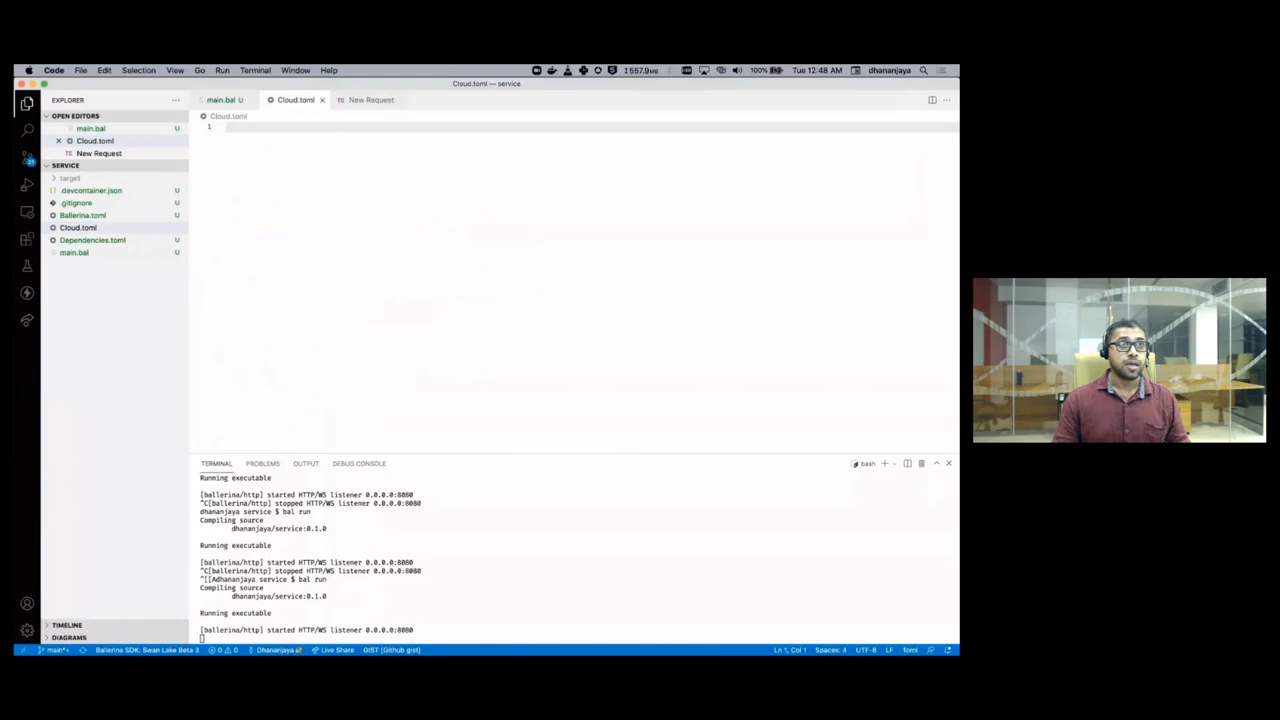 Code File Edit Selection View Go Run Terminal Window Help 557.9MB 100% Tue 12:48 AM dhananjaya
Cloud.toml — service
EXPLORER
main.bal U Cloud.toml New Request
OPEN EDITORS
Cloud.toml
main.bal U
1
Cloud.toml
New Request
SERVICE
target
.devcontainer.json U
.gitignore U
Ballerina.toml U
Cloud.toml
Dependencies.toml U
main.bal U
TERMINAL PROBLEMS OUTPUT DEBUG CONSOLE bash
Running executable
[ballerina/http] started HTTP/WS listener 0.0.0.0:8080
^C[ballerina/http] stopped HTTP/WS listener 0.0.0.0:8080
dhananjaya service $ bal run
Compiling source
dhananjaya/service:0.1.0
Running executable
[ballerina/http] started HTTP/WS listener 0.0.0.0:8080
^C[ballerina/http] stopped HTTP/WS listener 0.0.0.0:8080
^[[Adhananjaya service $ bal run
Compiling source
dhananjaya/service:0.1.0
Running executable
[ballerina/http] started HTTP/WS listener 0.0.0.0:8080
TIMELINE
DIAGRAMS
main*+ Ballerina SDK: Swan Lake Beta 3 0 0 Dhananjaya Live Share GIST [Github gist] Ln 1, Col 1 Spaces: 4 UTF-8 LF Toml